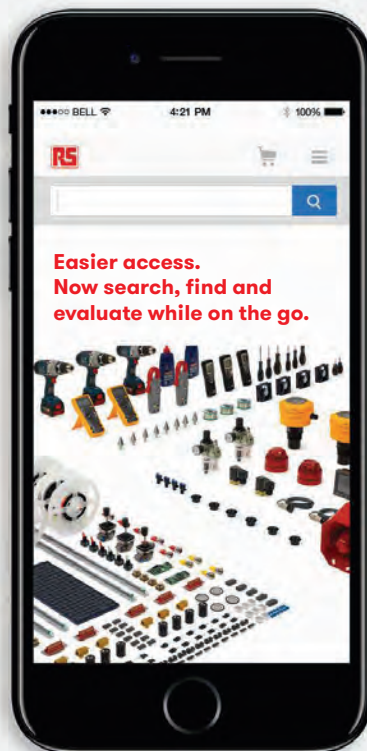 BELL 4:21 PM 100%
RS
Easier access.
Now search, find and
evaluate while on the go.